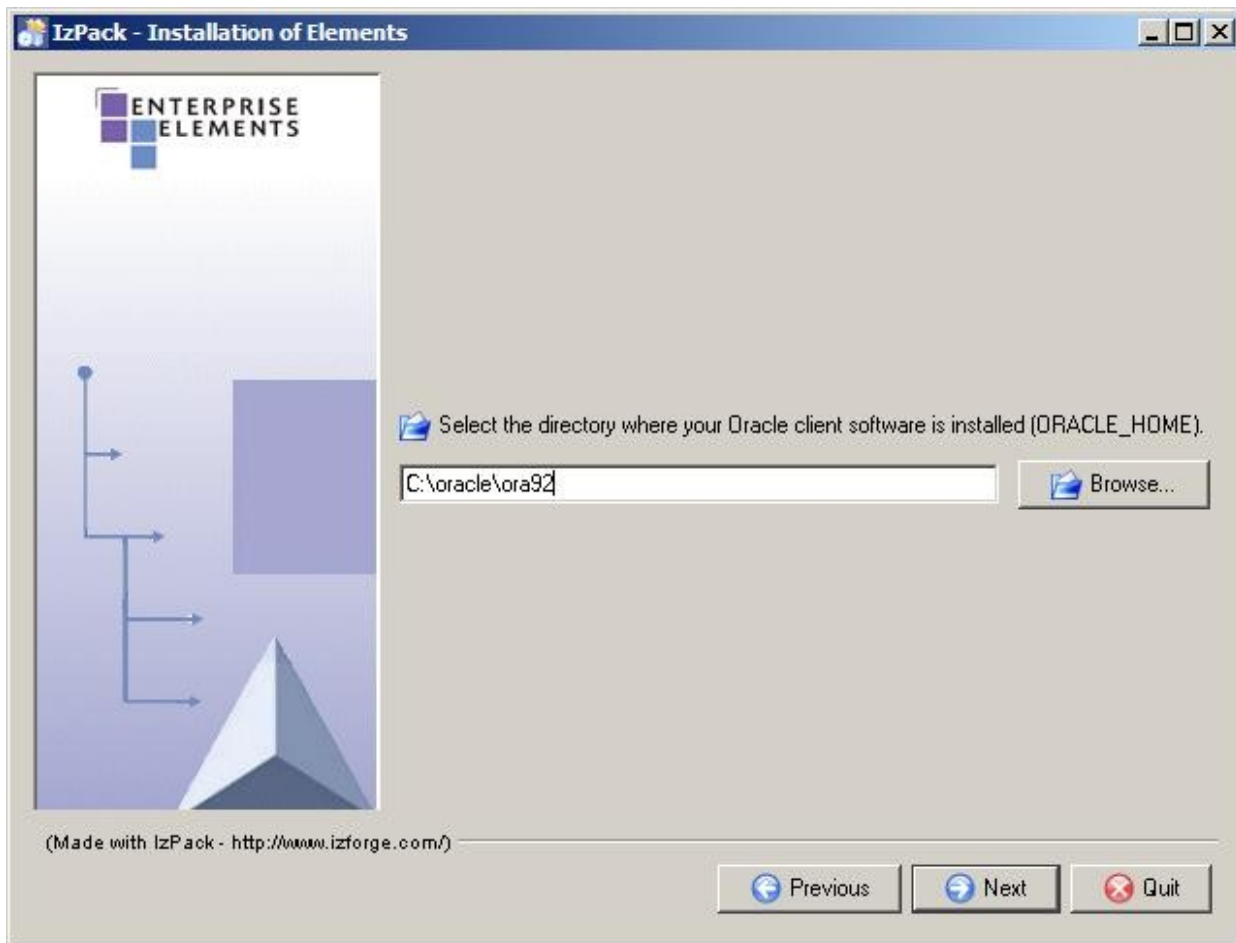 IzPack - Installation of Elements
ENTERPRISE
ELEMENTS
Select the directory where your Oracle client software is installed (ORACLE_HOME).
C:\oracle\ora92
Browse...
(Made with IzPack - http://www.izforge.com/)
Previous
Next
Quit